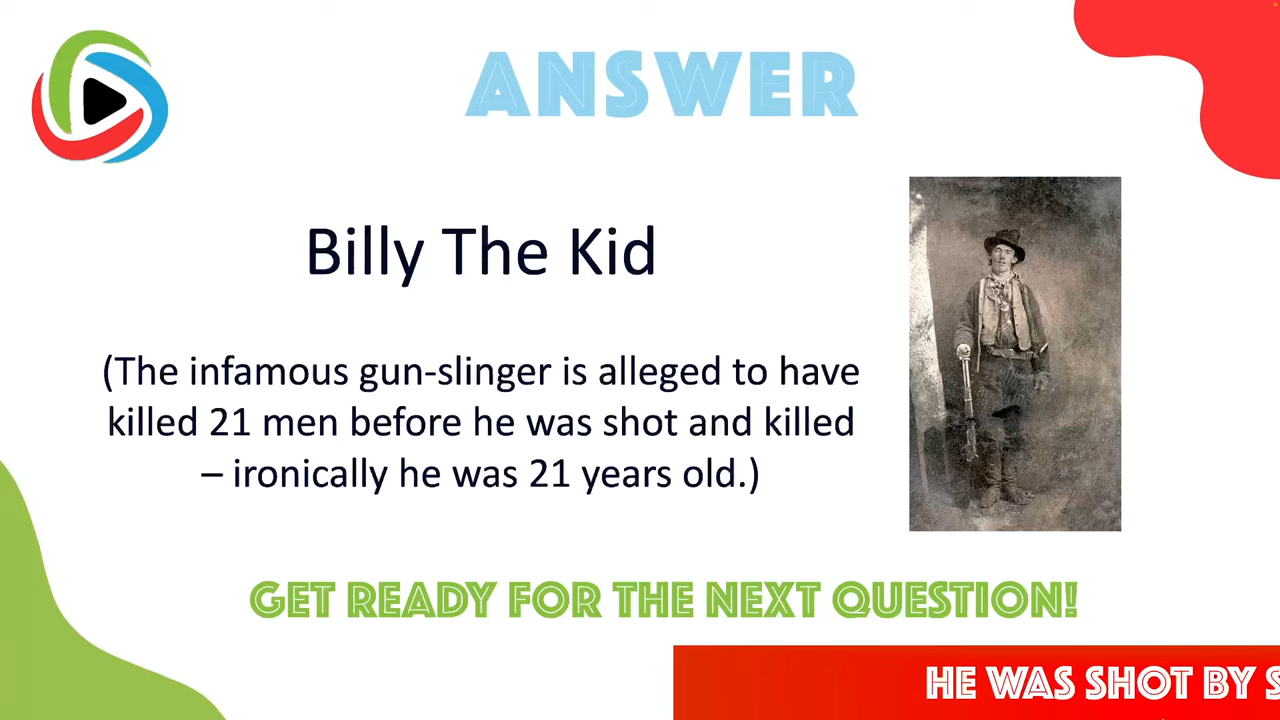 ANSWER
Billy The Kid
(The infamous gun-slinger is alleged to have
killed 21 men before he was shot and killed
– ironically he was 21 years old.)
GET READY FOR THE NEXT QUESTION!
HE WAS SHOT BY